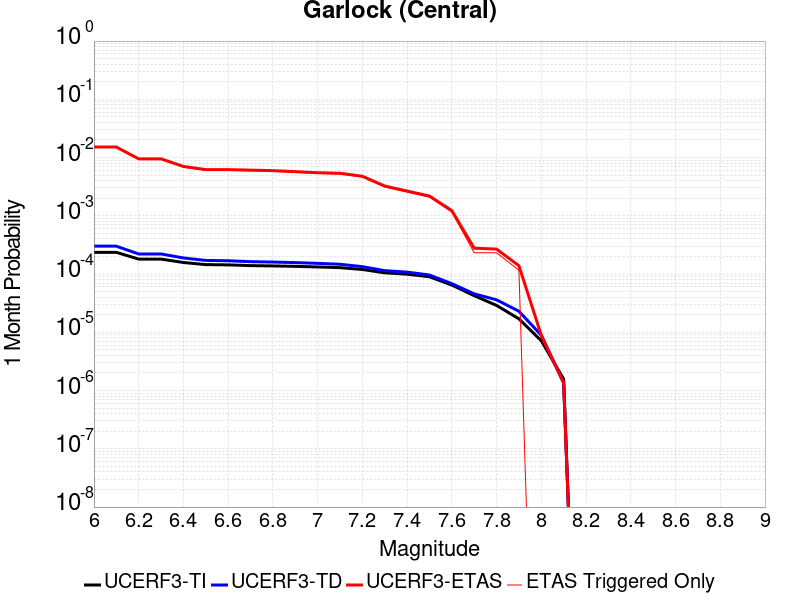 Garlock (Central)
10^0
10^-1
10^-2
10^-3
10^-4
10^-5
10^-6
10^-7
10^-8
1 Month Probability
6 6.2 6.4 6.6 6.8 7 7.2 7.4 7.6 7.8 8 8.2 8.4 8.6 8.8 9
Magnitude
UCERF3-TI UCERF3-TD UCERF3-ETAS ETAS Triggered Only